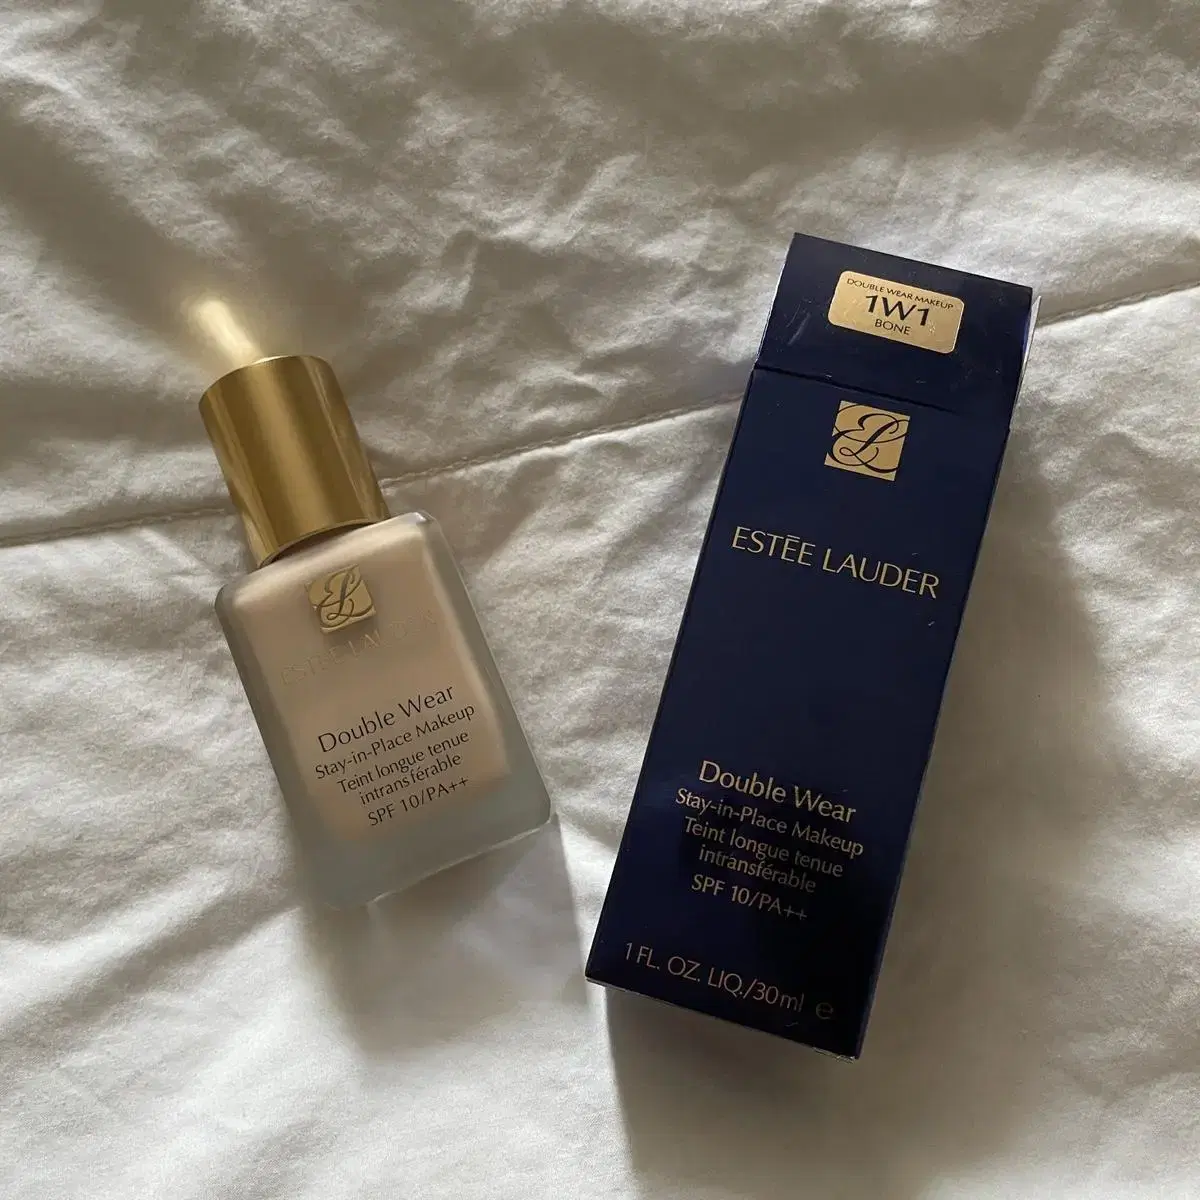 ESTĒE LAUDER
Double Wear
Stay-in-Place Makeup
Teint longue tenue
intransférable
SPF 10/PA++
DOUBLE WEAR MAKEUP
1W1
BONE
ESTĒE LAUDER
Double Wear
Stay-in-Place Makeup
Teint longue tenue
intransférable
SPF 10/PA++
1 FL. OZ. LIQ./30ml ℮